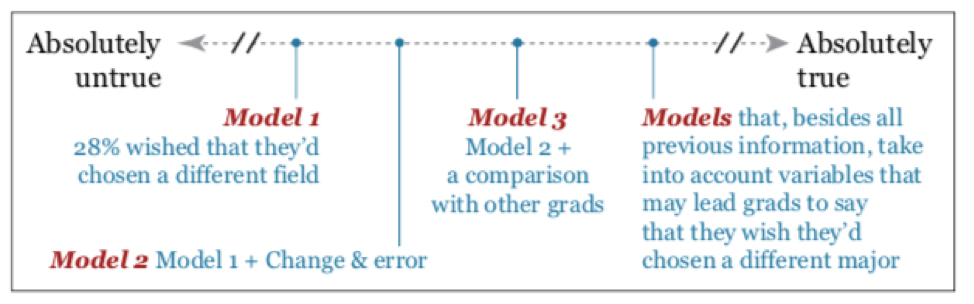 Absolutely
untrue
//
//
Absolutely
true
Model 1
28% wished that they'd
chosen a different field
Model 2 Model 1 + Change & error
Model 3
Model 2 +
a comparison
with other grads
Models that, besides all
previous information, take
into account variables that
may lead grads to say
that they wish they'd
chosen a different major